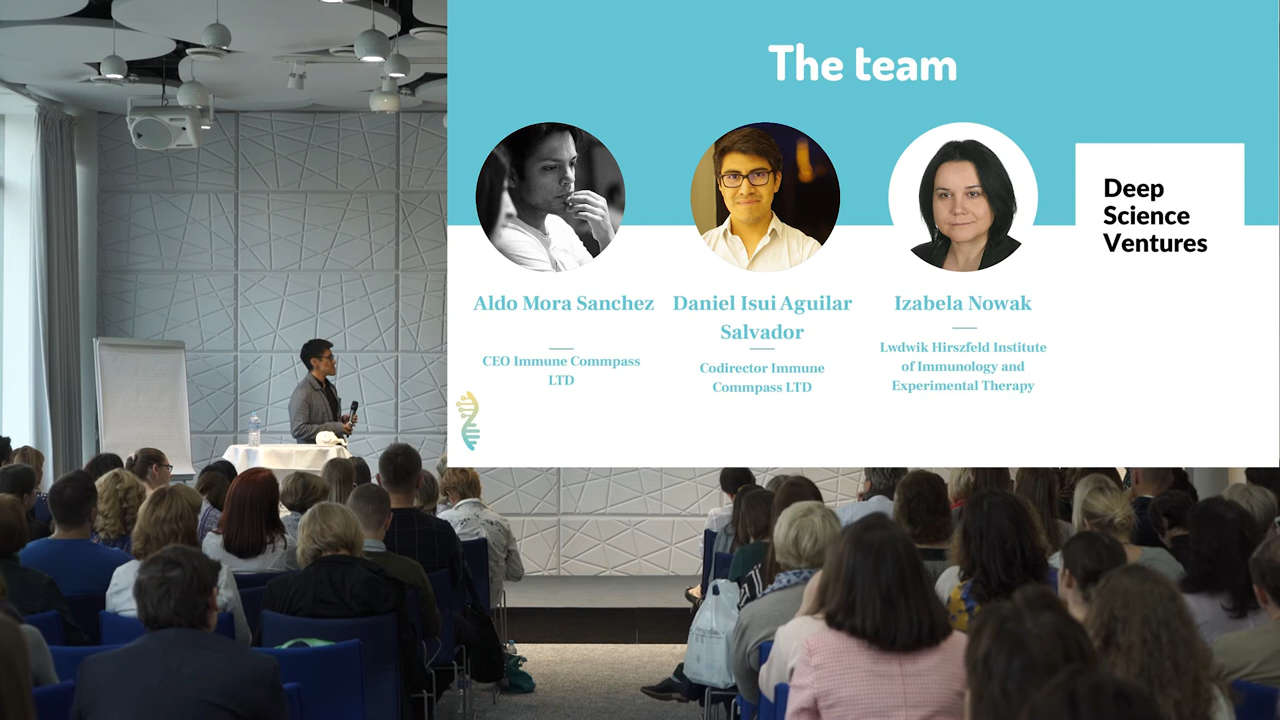 The team
Deep
Science
Ventures
Aldo Mora Sanchez
CEO Immune Commpass
LTD
Daniel Isui Aguilar
Salvador
Codirector Immune
Commpass LTD
Izabela Nowak
Lwdwik Hirszfeld Institute
of Immunology and
Experimental Therapy